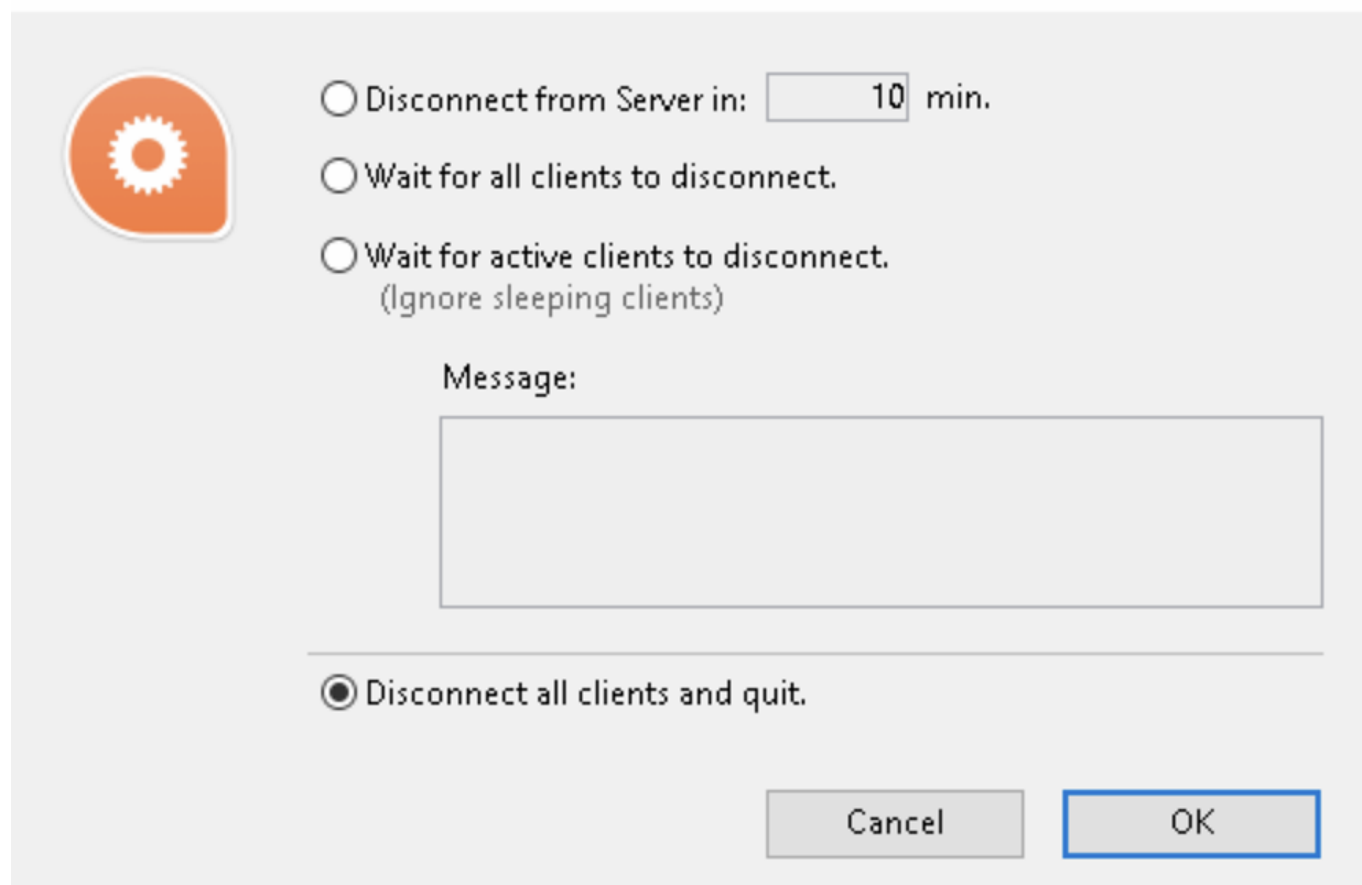 Disconnect from Server in: 10 min.
Wait for all clients to disconnect.
Wait for active clients to disconnect.
(Ignore sleeping clients)
Message:
Disconnect all clients and quit.
Cancel OK